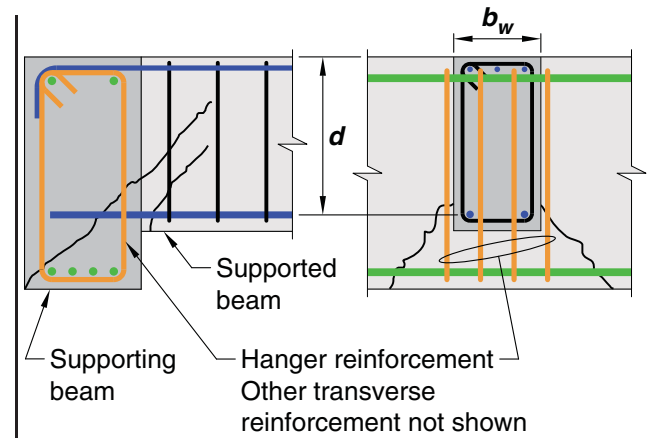 b_w
d
Supported
beam
Supporting
beam
Hanger reinforcement
Other transverse
reinforcement not shown